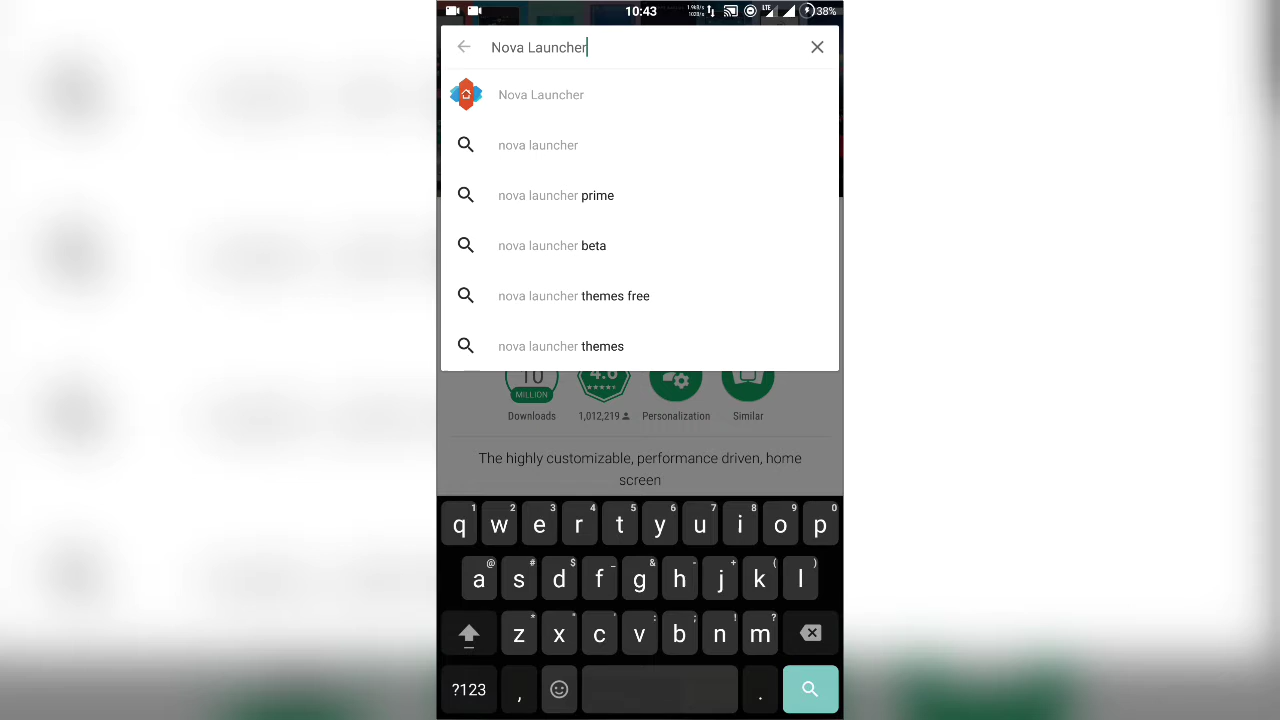 10:43
LTE
38%
Nova Launcher
Nova Launcher
nova launcher
nova launcher prime
nova launcher beta
nova launcher themes free
nova launcher themes
10 4.6
MILLION
Downloads 1,012,219 Personalization Similar
The highly customizable, performance driven, home
screen
1 2 3 4 5 6 7 8 9 0
q w e r t y u i o p
@ # $ _ & - + ( )
a s d f g h j k l
* " ' : ; ! ?
z x c v b n m
?123 , .